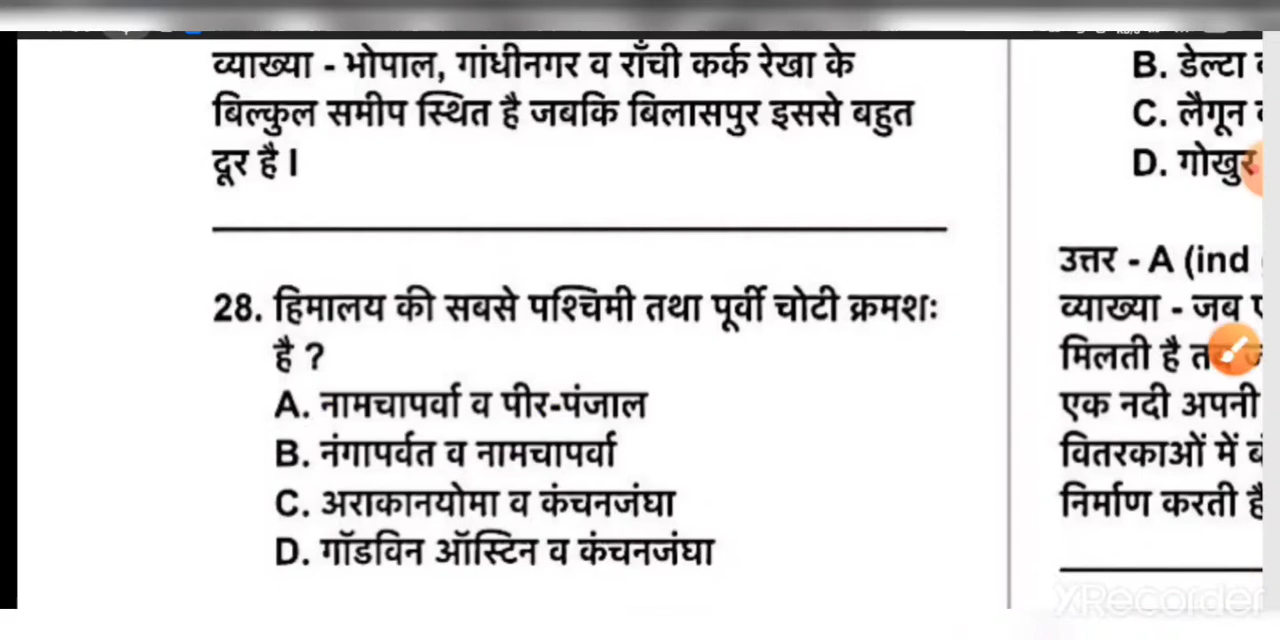 व्याख्या - भोपाल, गांधीनगर व राँची कर्क रेखा के
बिल्कुल समीप स्थित है जबकि बिलासपुर इससे बहुत
दूर है।
28. हिमालय की सबसे पश्चिमी तथा पूर्वी चोटी क्रमशः
है ?
A. नामचापर्वा व पीर-पंजाल
B. नंगापर्वत व नामचापर्वा
C. अराकानयोमा व कंचनजंघा
D. गॉडविन ऑस्टिन व कंचनजंघा
B. डेल्टा
C. लैगून
D. गोखुर
उत्तर - A (ind
व्याख्या - जब
मिलती है
एक नदी अपनी
वितरकाओं में
निर्माण करती है
XRecorder